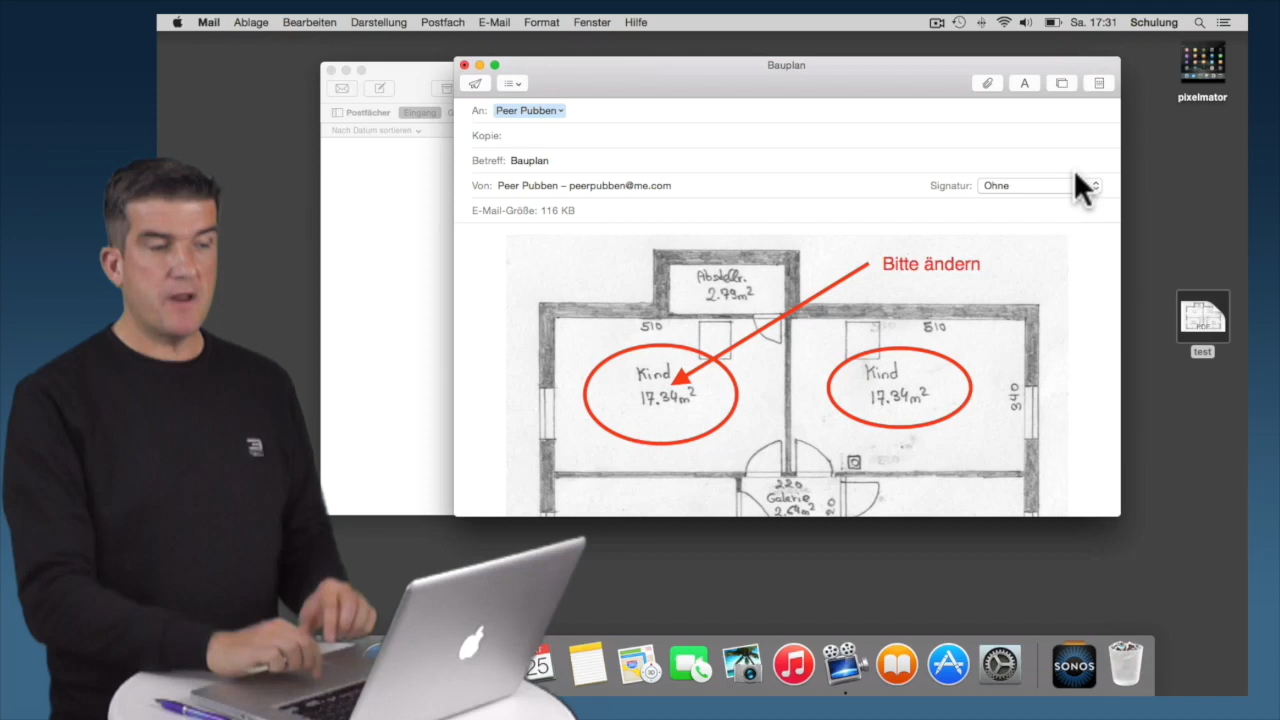 Mail Ablage Bearbeiten Darstellung Postfach E-Mail Format Fenster Hilfe Sa. 17:31 Schulung
Bauplan
pixelmator
An: Peer Pubben
Postfächer Eingang
Kopie:
Nach Datum sortieren
Betreff: Bauplan
Von: Peer Pubben – peerpubben@me.com Signatur: Ohne
E-Mail-Größe: 116 KB
Bitte ändern
Abstellr.
2.79m²
510 510
PDF
test
Kind Kind
17.34m² 17.34m²
340
220
Galerie
25
SONOS